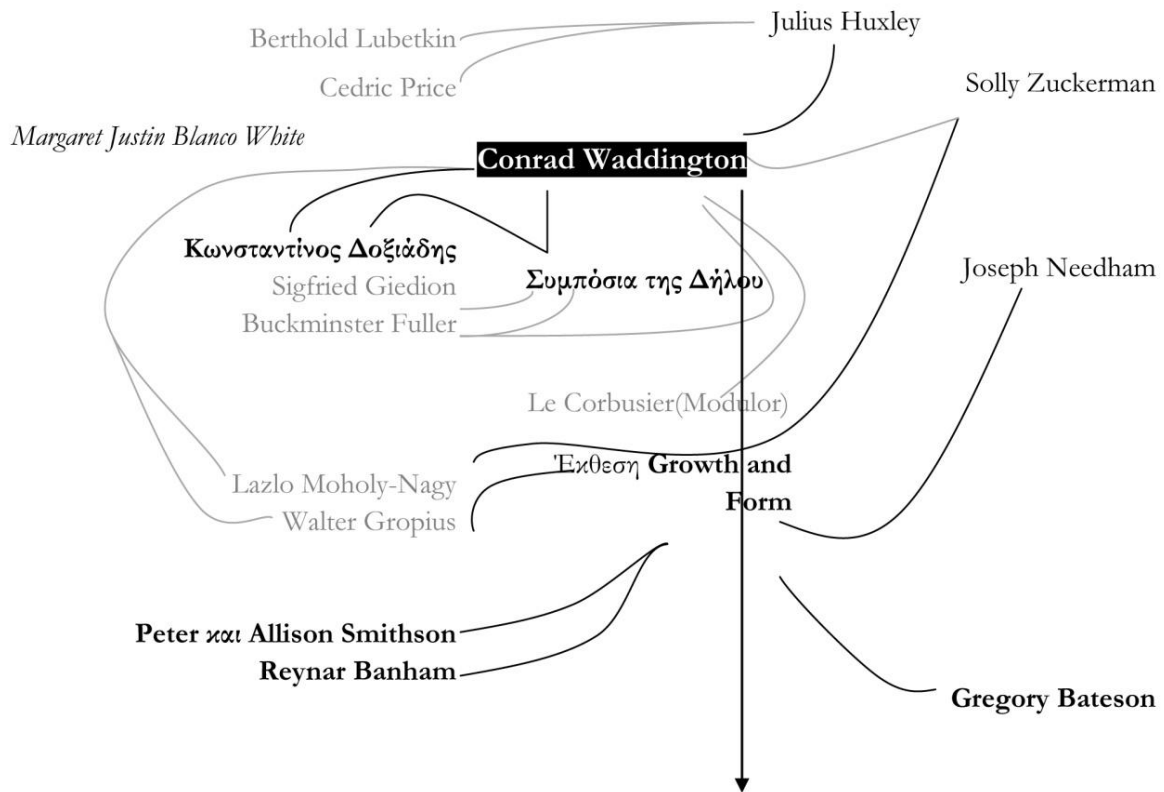 Julius Huxley
Berthold Lubetkin
Cedric Price
Solly Zuckerman
Margaret Justin Blanco White
Conrad Waddington
Κωνσταντίνος Δοξιάδης
Joseph Needham
Sigfried Giedion
Συμπόσια της Δήλου
Buckminster Fuller
Le Corbusier(Modulor)
Έκθεση Growth and
Form
Lazlo Moholy-Nagy
Walter Gropius
Peter και Allison Smithson
Reynar Banham
Gregory Bateson